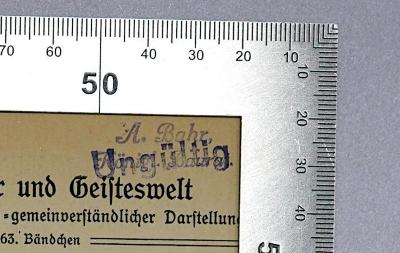 70 60 50 40 30 20 10
50
10
20
30
40
A. Bahr,
Ungültig
r und Geisteswelt
=gemeinverständlicher Darstellun
63. Bändchen